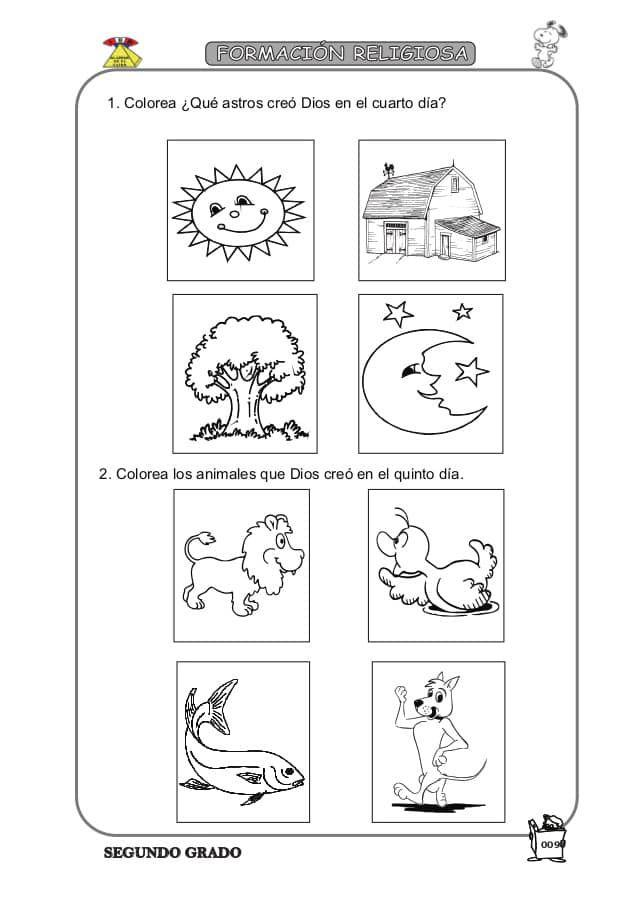 FORMACIÓN RELIGIOSA
1. Colorea ¿Qué astros creó Dios en el cuarto día?
2. Colorea los animales que Dios creó en el quinto día.
SEGUNDO GRADO
009